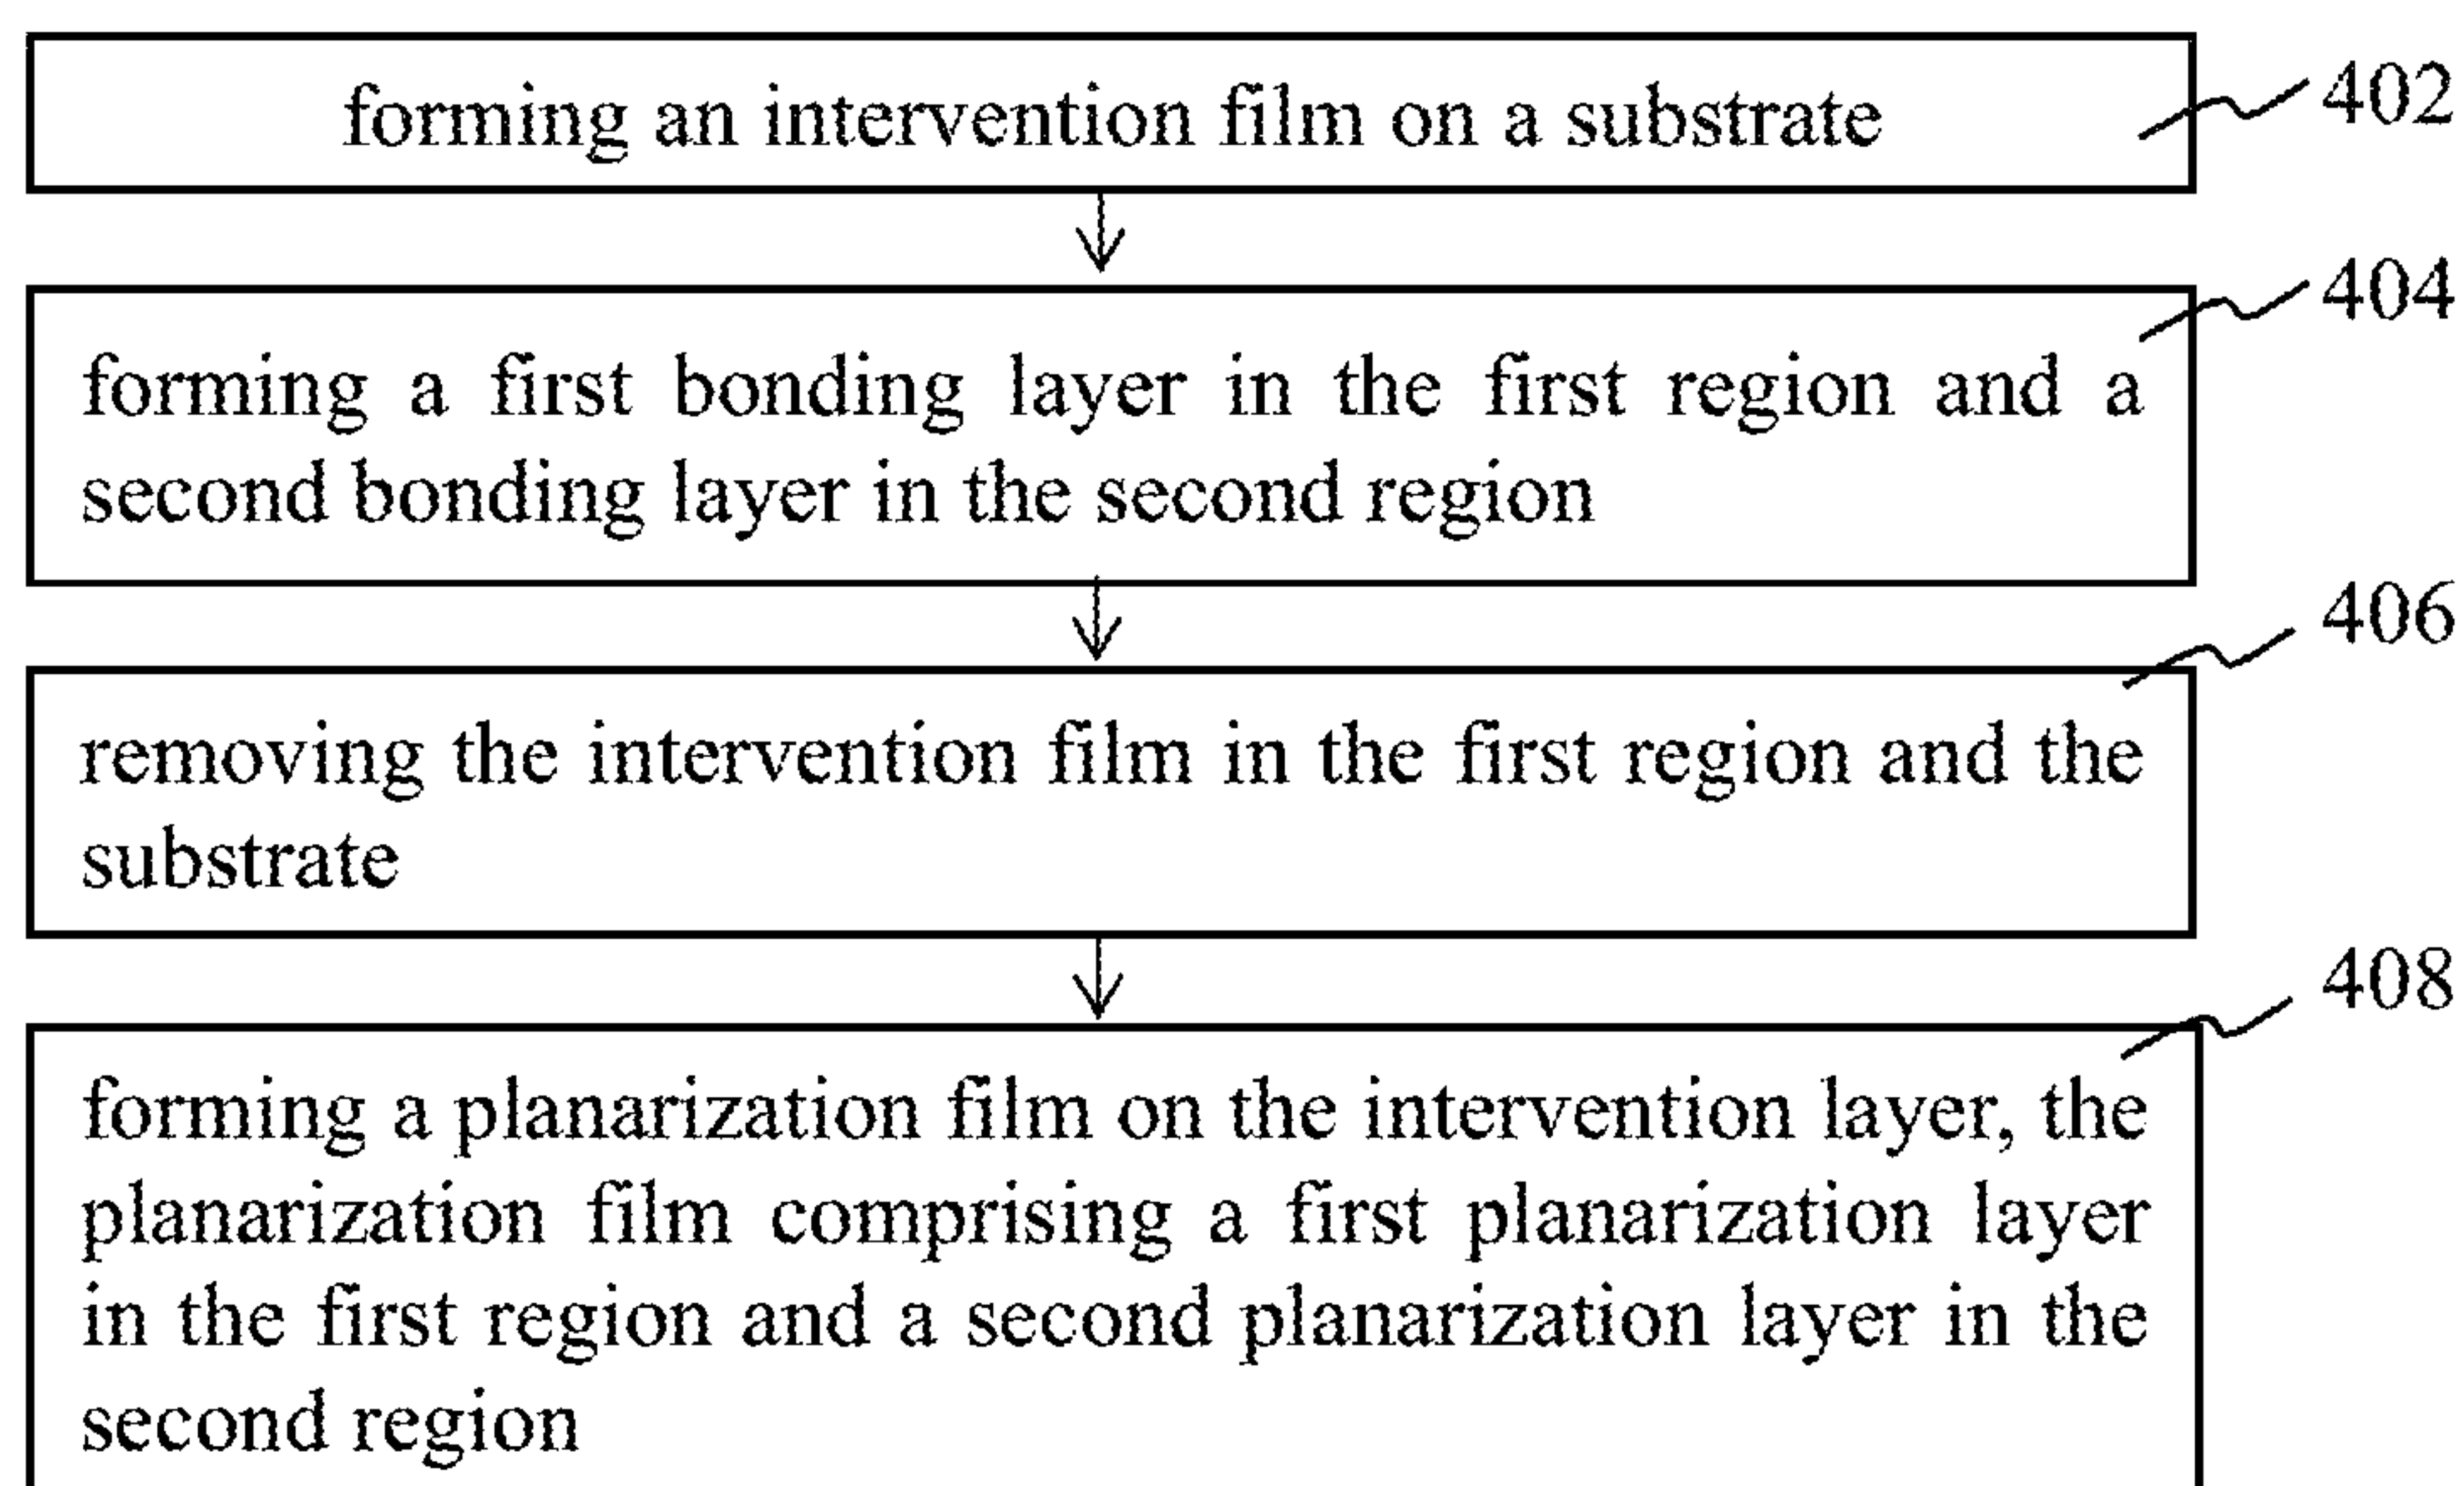 forming an intervention film on a substrate
402
404
forming a first bonding layer in the first region and a
second bonding layer in the second region
406
removing the intervention film in the first region and the
substrate
408
forming a planarization film on the intervention layer, the
planarization film comprising a first planarization layer
in the first region and a second planarization layer in the
second region